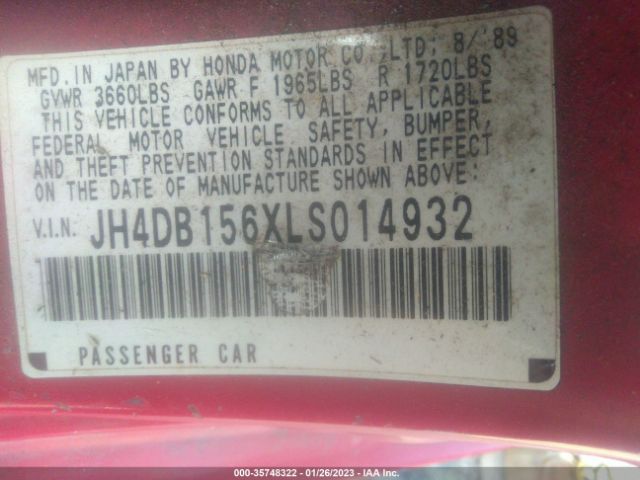 MFD. IN JAPAN BY HONDA MOTOR CO., LTD; 8/'89
GVWR 3660LBS GAWR F 1965LBS R 1720LBS
THIS VEHICLE CONFORMS TO ALL APPLICABLE
FEDERAL MOTOR VEHICLE SAFETY, BUMPER,
AND THEFT PREVENTION STANDARDS IN EFFECT
ON THE DATE OF MANUFACTURE SHOWN ABOVE:
V.I.N. JH4DB156XLS014932
PASSENGER CAR
000-35748322 / 01/26/2023 - IAAI.COM